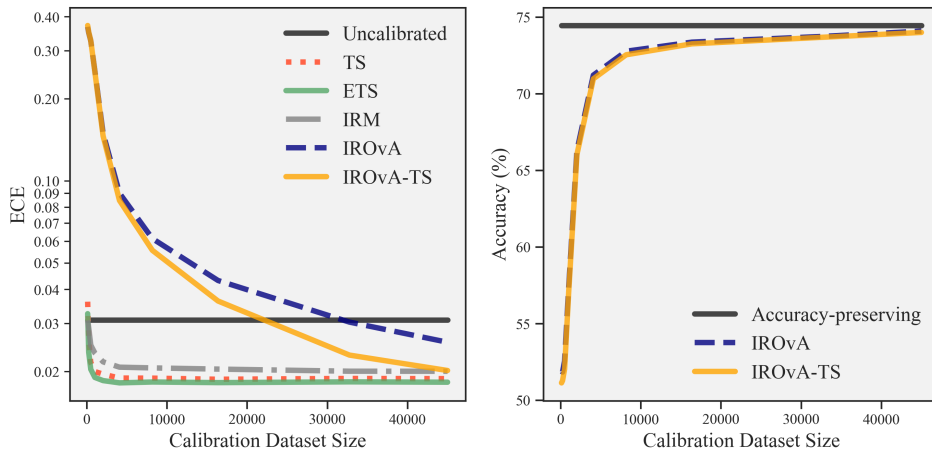 0.40
0.30
0.20
0.10
0.09
0.08
0.07
0.06
0.05
0.04
0.03
0.02
ECE
Uncalibrated
TS
ETS
IRM
IROvA
IROvA-TS
0
10000
20000
30000
40000
Calibration Dataset Size
75
70
65
60
55
50
Accuracy (%)
Accuracy-preserving
IROvA
IROvA-TS
0
10000
20000
30000
40000
Calibration Dataset Size